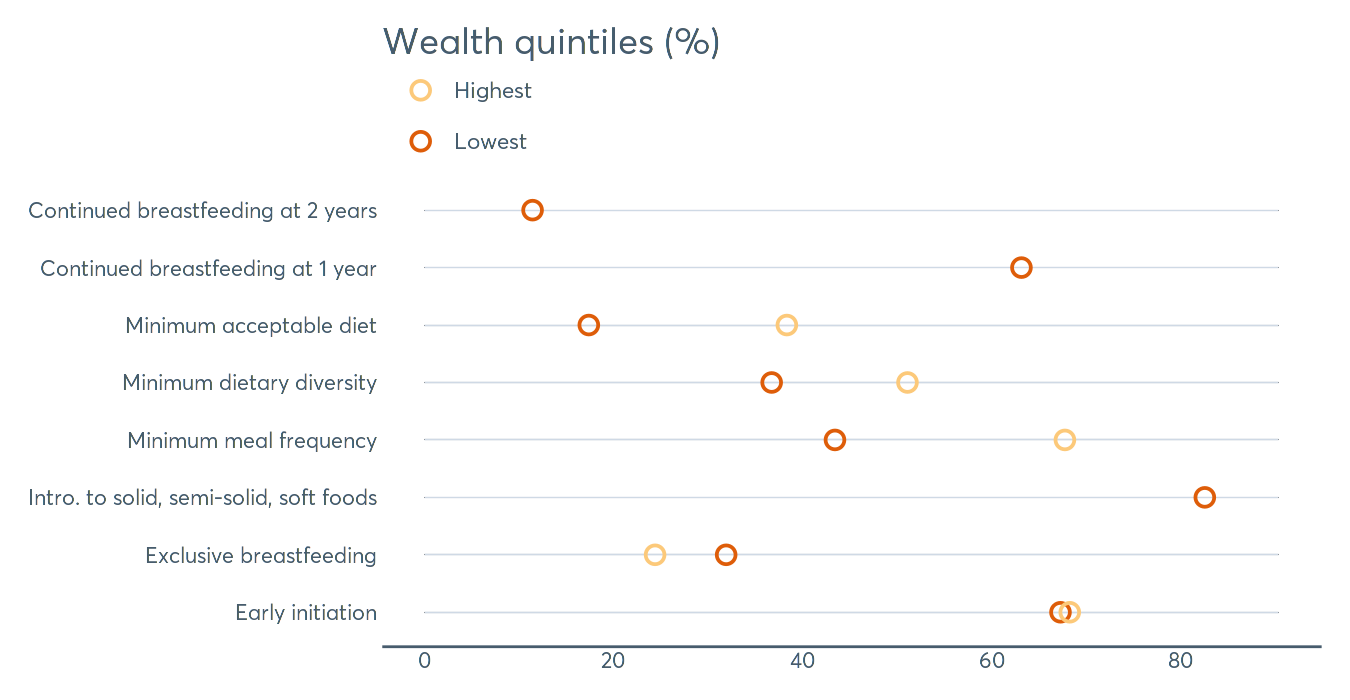 Wealth quintiles (%)
Highest
Lowest
Continued breastfeeding at 2 years
Continued breastfeeding at 1 year
Minimum acceptable diet
Minimum dietary diversity
Minimum meal frequency
Intro. to solid, semi-solid, soft foods
Exclusive breastfeeding
Early initiation
0 20 40 60 80